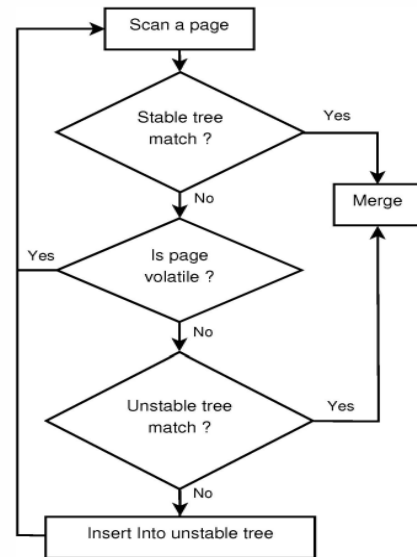 Scan a page
Stable tree
match ?
Yes
No
Merge
Is page
volatile ?
Yes
No
Unstable tree
match ?
Yes
No
Insert Into unstable tree